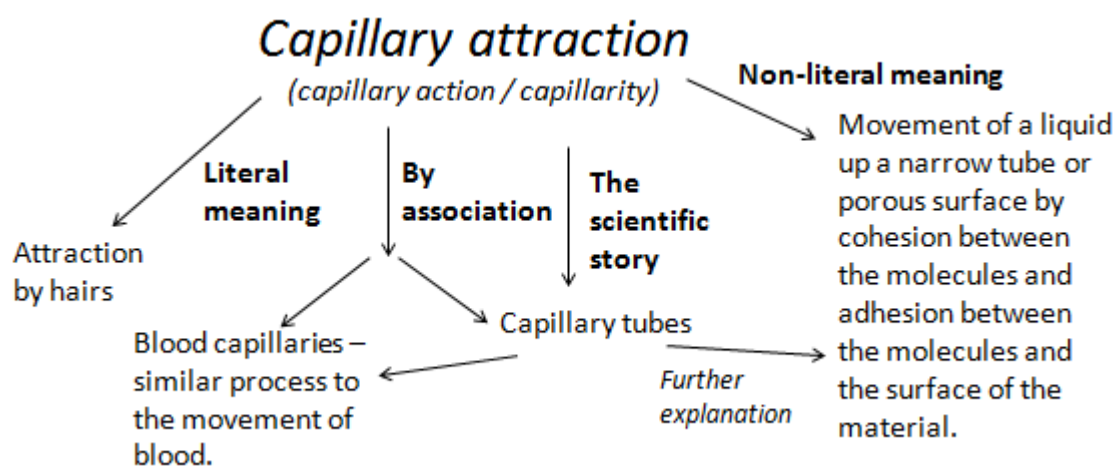 Capillary attraction
(capillary action / capillarity)
Non-literal meaning
Movement of a liquid
up a narrow tube or
porous surface by
cohesion between
the molecules and
adhesion between
the molecules and
the surface of the
material.
Literal
meaning
By
association
The
scientific
story
Attraction
by hairs
Blood capillaries –
similar process to
the movement of
blood.
Capillary tubes
Further
explanation